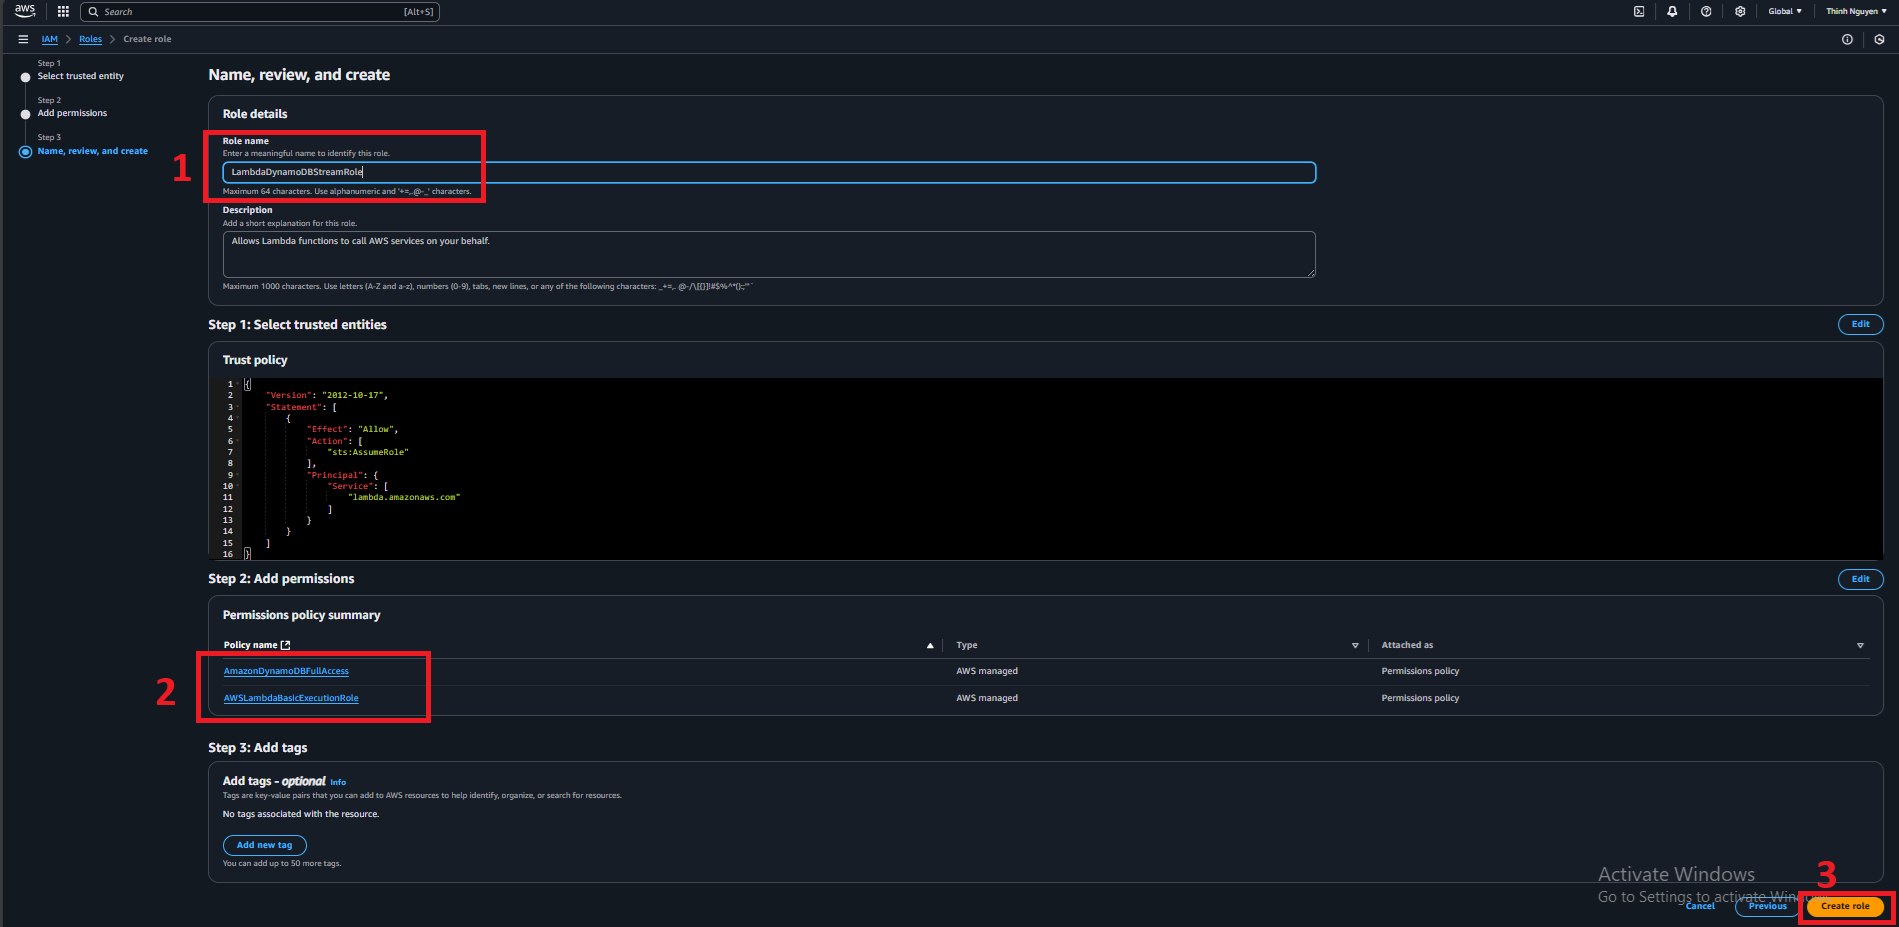 aws
Search [Alt+S]
Global
Thinh Nguyen
IAM > Roles > Create role
Step 1
Select trusted entity
Step 2
Add permissions
Step 3
Name, review, and create
Name, review, and create
Role details
1
Role name
Enter a meaningful name to identify this role.
LambdaDynamoDBStreamRole
Maximum 64 characters. Use alphanumeric and '+=,.@-_' characters.
Description
Add a short explanation for this role.
Allows Lambda functions to call AWS services on your behalf.
Maximum 1000 characters. Use letters (A-Z and a-z), numbers (0-9), tabs, new lines, or any of the following characters:
Step 1: Select trusted entities
Edit
Trust policy
1 {
2 "Version": "2012-10-17",
3 "Statement": [
4 {
5 "Effect": "Allow",
6 "Action": [
7 "sts:AssumeRole"
8 ],
9 "Principal": {
10 "Service": [
11 "lambda.amazonaws.com"
12 ]
13 }
14 }
15 ]
16 }
Step 2: Add permissions
Edit
Permissions policy summary
Policy name Type Attached as
2
AmazonDynamoDBFullAccess AWS managed Permissions policy
AWSLambdaBasicExecutionRole AWS managed Permissions policy
Step 3: Add tags
Add tags - optional Info
Tags are key-value pairs that you can add to AWS resources to help identify, organize, or search for resources.
No tags associated with the resource.
Add new tag
You can add up to 50 more tags.
Activate Windows
Go to Settings to activate
3
Cancel
Previous
Create role